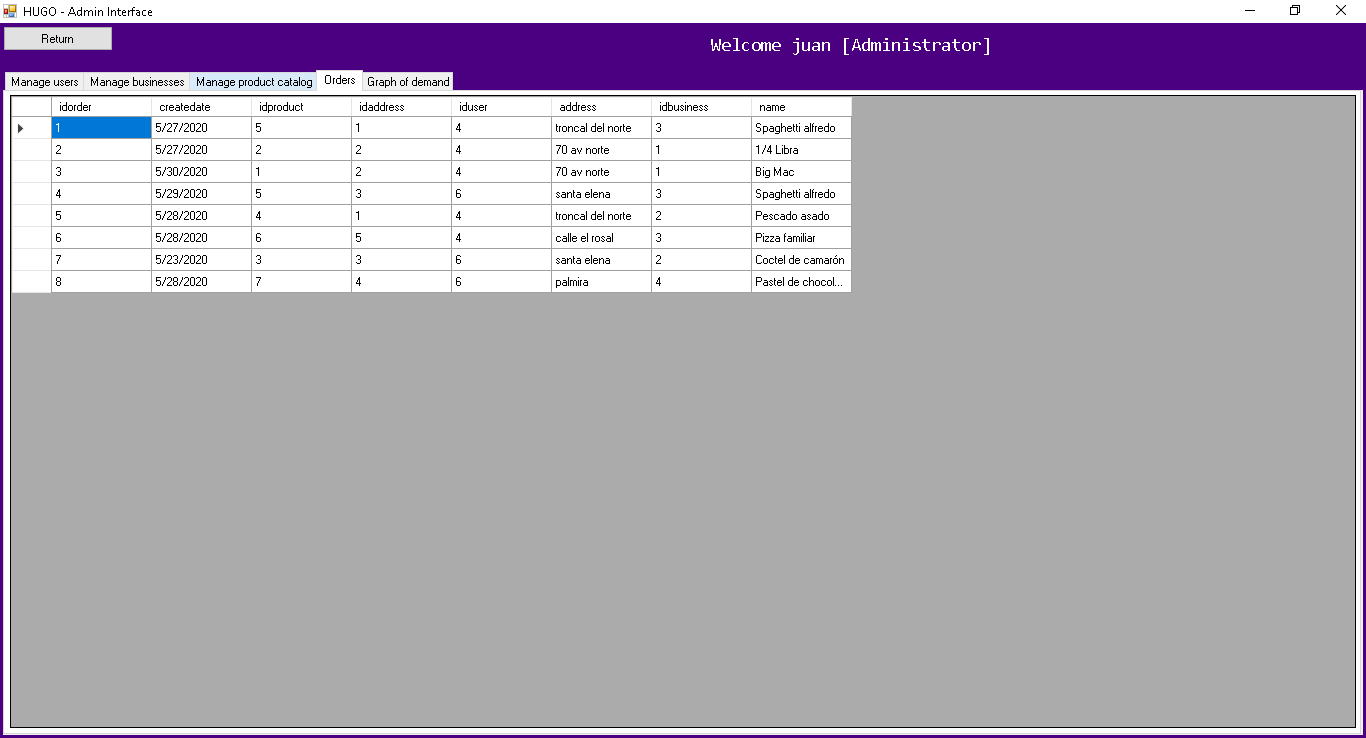 HUGO - Admin Interface
Return
Welcome juan [Administrator]
Manage users Manage businesses Manage product catalog Orders Graph of demand
idorder createdate idproduct idaddress iduser address idbusiness name
1 5/27/2020 5 1 4 troncal del norte 3 Spaghetti alfredo
2 5/27/2020 2 2 4 70 av norte 1 1/4 Libra
3 5/30/2020 1 2 4 70 av norte 1 Big Mac
4 5/29/2020 5 3 6 santa elena 3 Spaghetti alfredo
5 5/28/2020 4 1 4 troncal del norte 2 Pescado asado
6 5/28/2020 6 5 4 calle el rosal 3 Pizza familiar
7 5/23/2020 3 3 6 santa elena 2 Coctel de camarón
8 5/28/2020 7 4 6 palmira 4 Pastel de chocol...